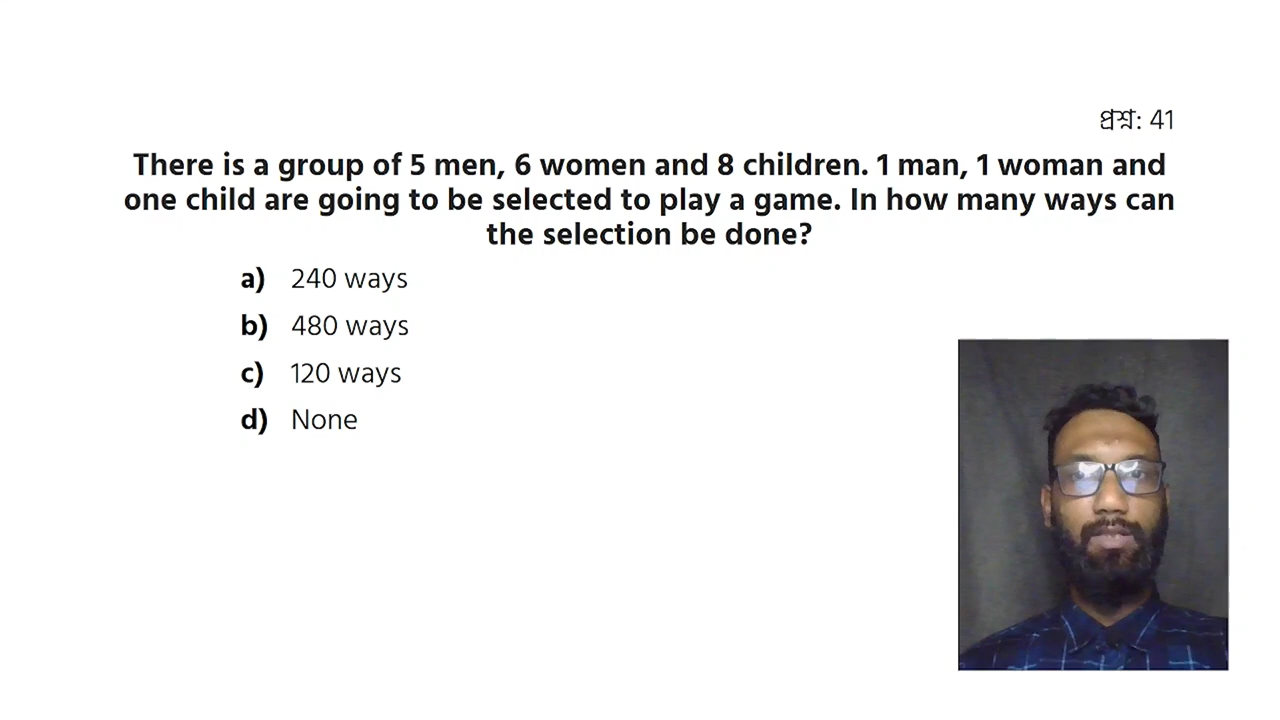 প্রশ্ন: 41
There is a group of 5 men, 6 women and 8 children. 1 man, 1 woman and
one child are going to be selected to play a game. In how many ways can
the selection be done?
a) 240 ways
b) 480 ways
c) 120 ways
d) None